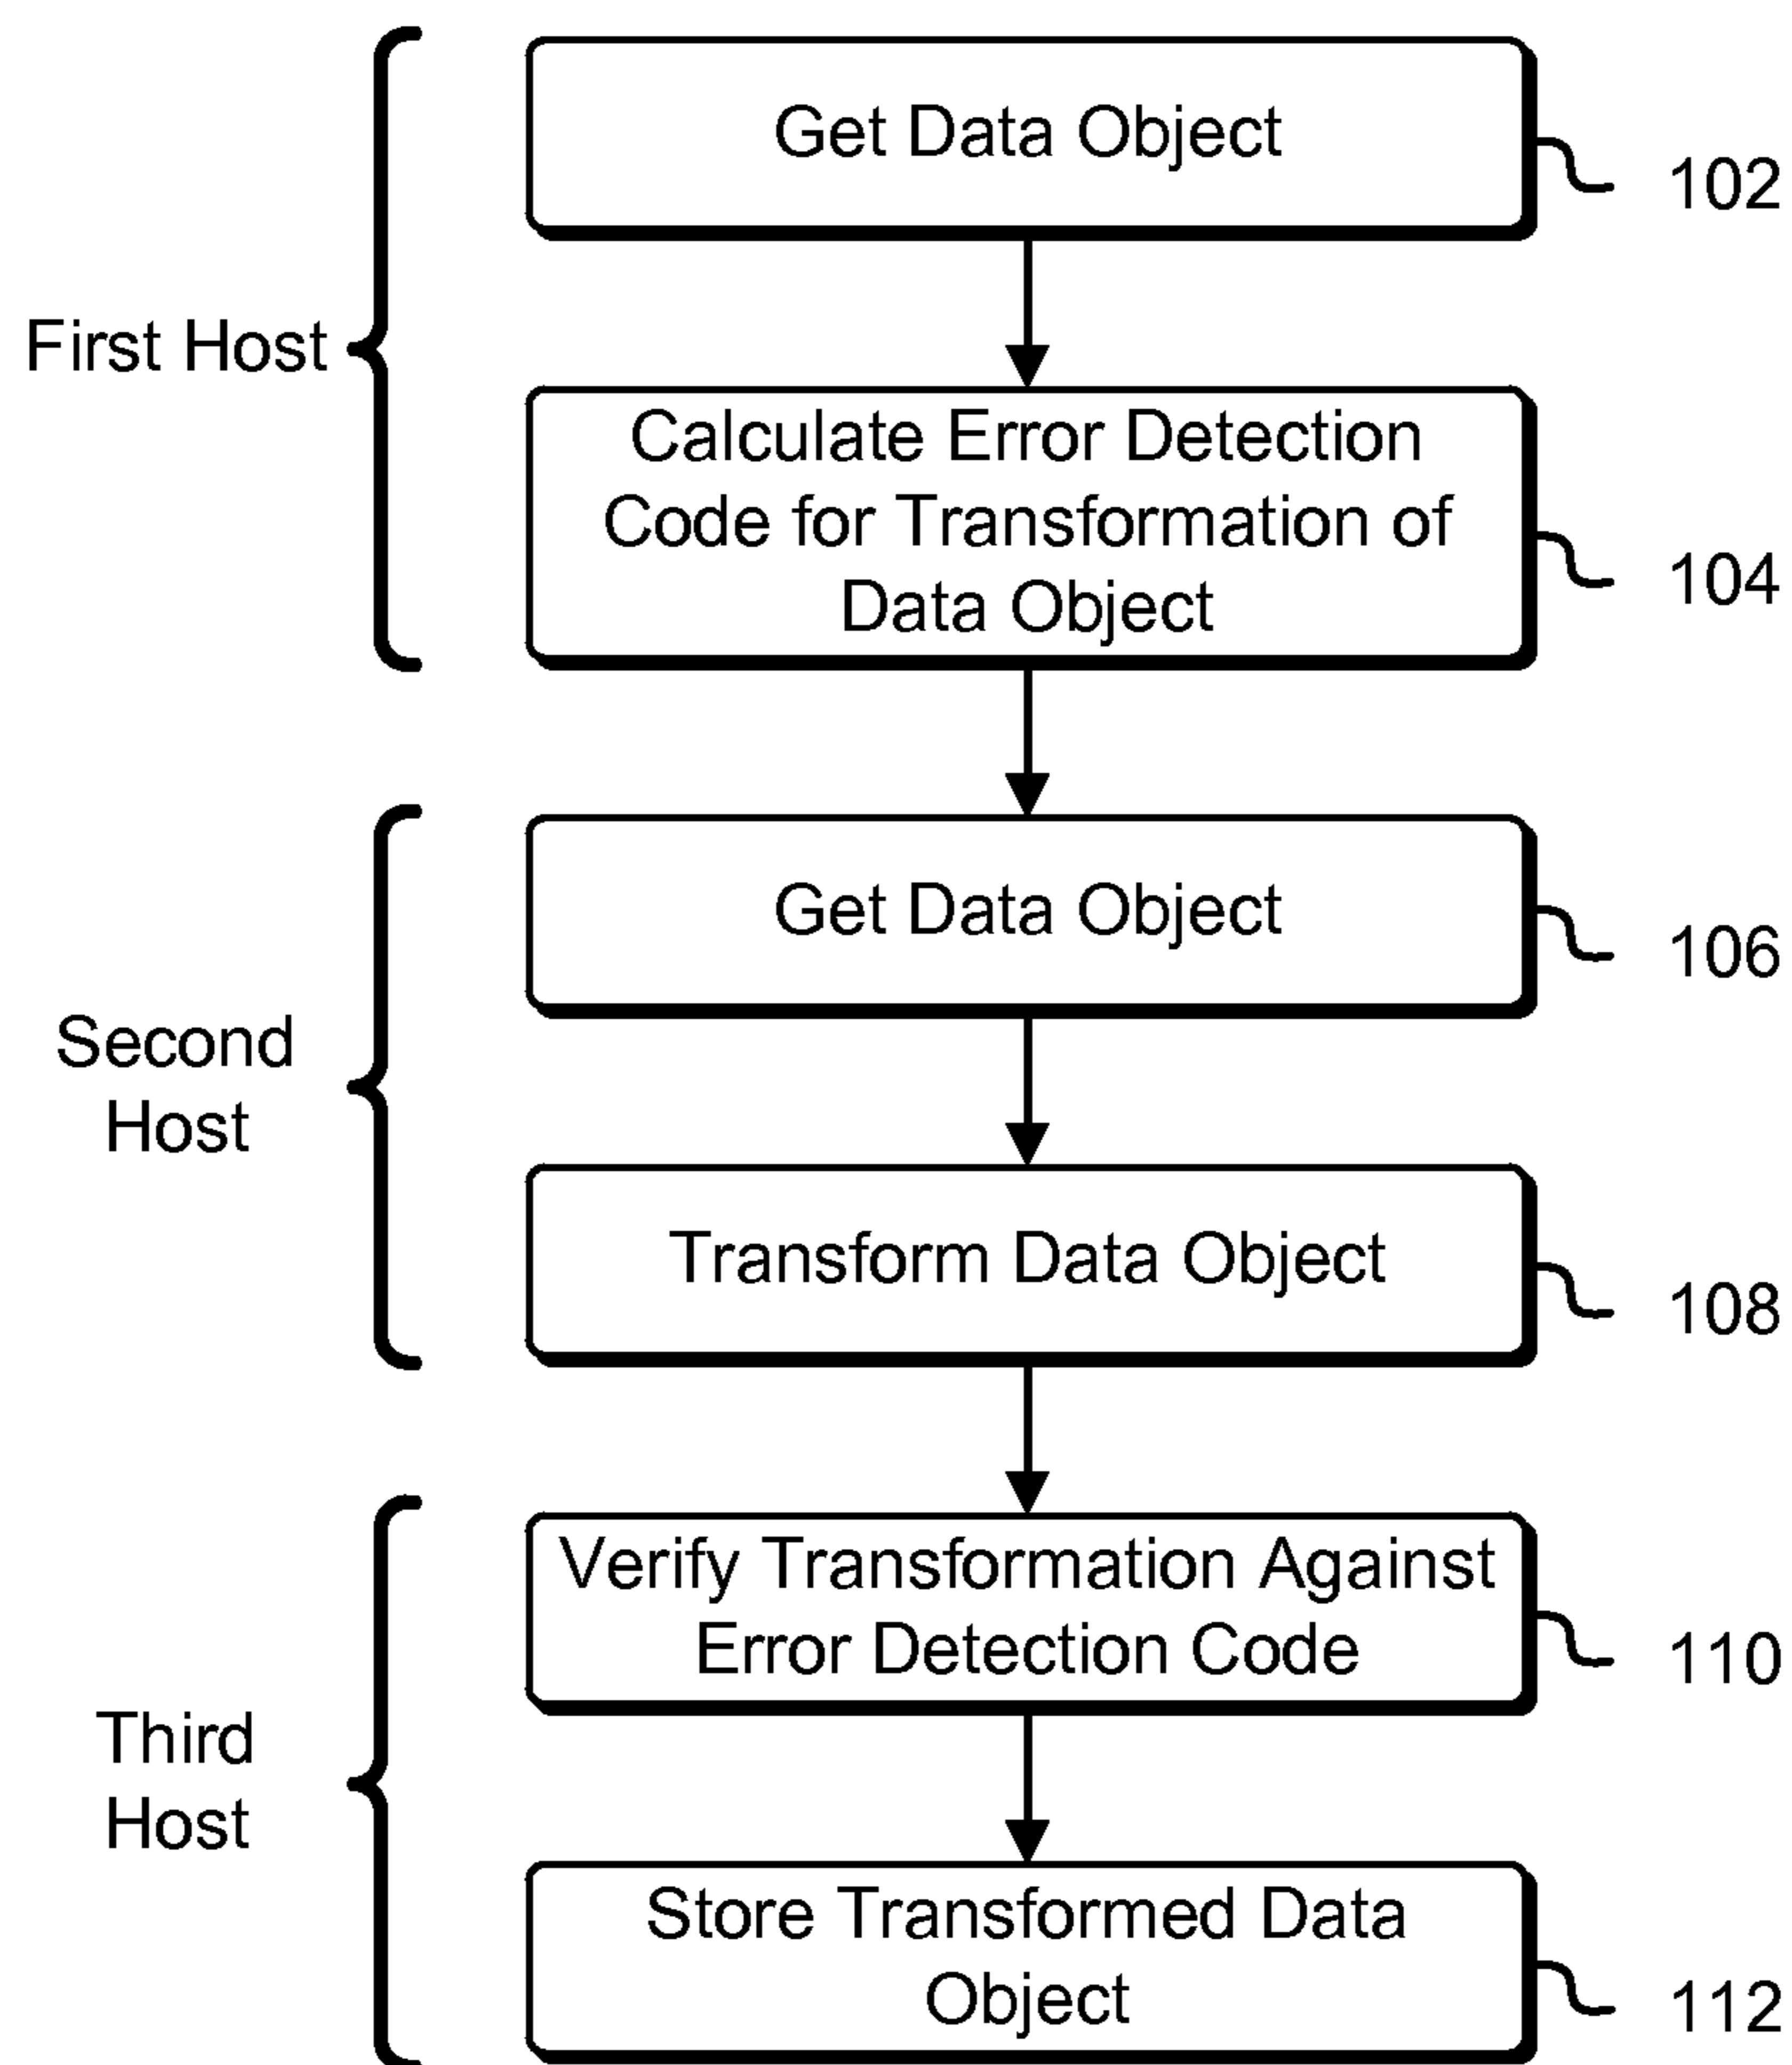 Get Data Object
102
First Host
Calculate Error Detection
Code for Transformation of
Data Object
104
Get Data Object
106
Second
Host
Transform Data Object
108
Verify Transformation Against
Error Detection Code
110
Third
Host
Store Transformed Data
Object
112